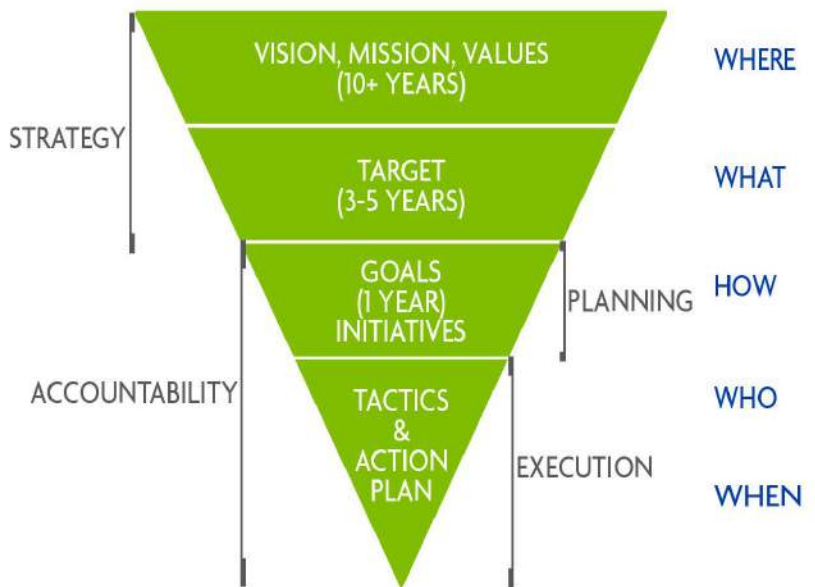 VISION, MISSION, VALUES
(10+ YEARS)
WHERE
STRATEGY
TARGET
(3-5 YEARS)
WHAT
GOALS
(1 YEAR)
INITIATIVES
PLANNING
HOW
ACCOUNTABILITY
TACTICS
&
ACTION
PLAN
EXECUTION
WHO
WHEN